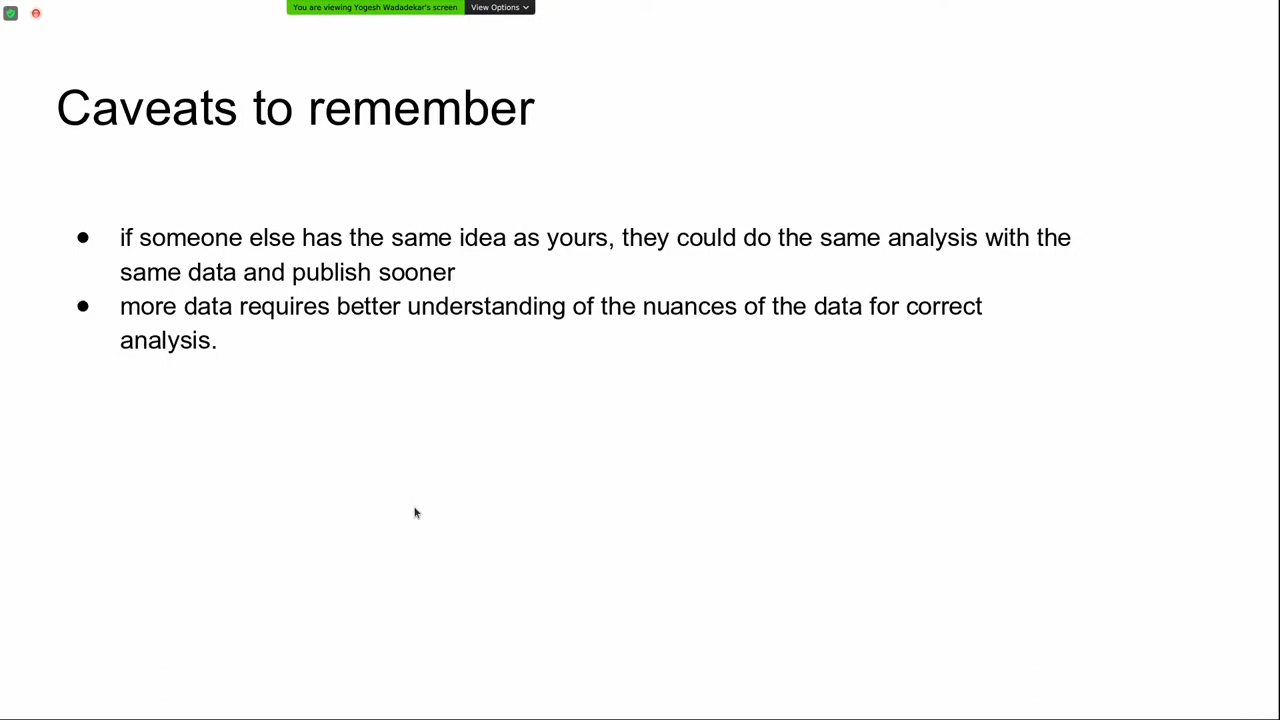 You are viewing Yogesh Wadadekar's screen View Options
Caveats to remember
● if someone else has the same idea as yours, they could do the same analysis with the
same data and publish sooner
● more data requires better understanding of the nuances of the data for correct
analysis.